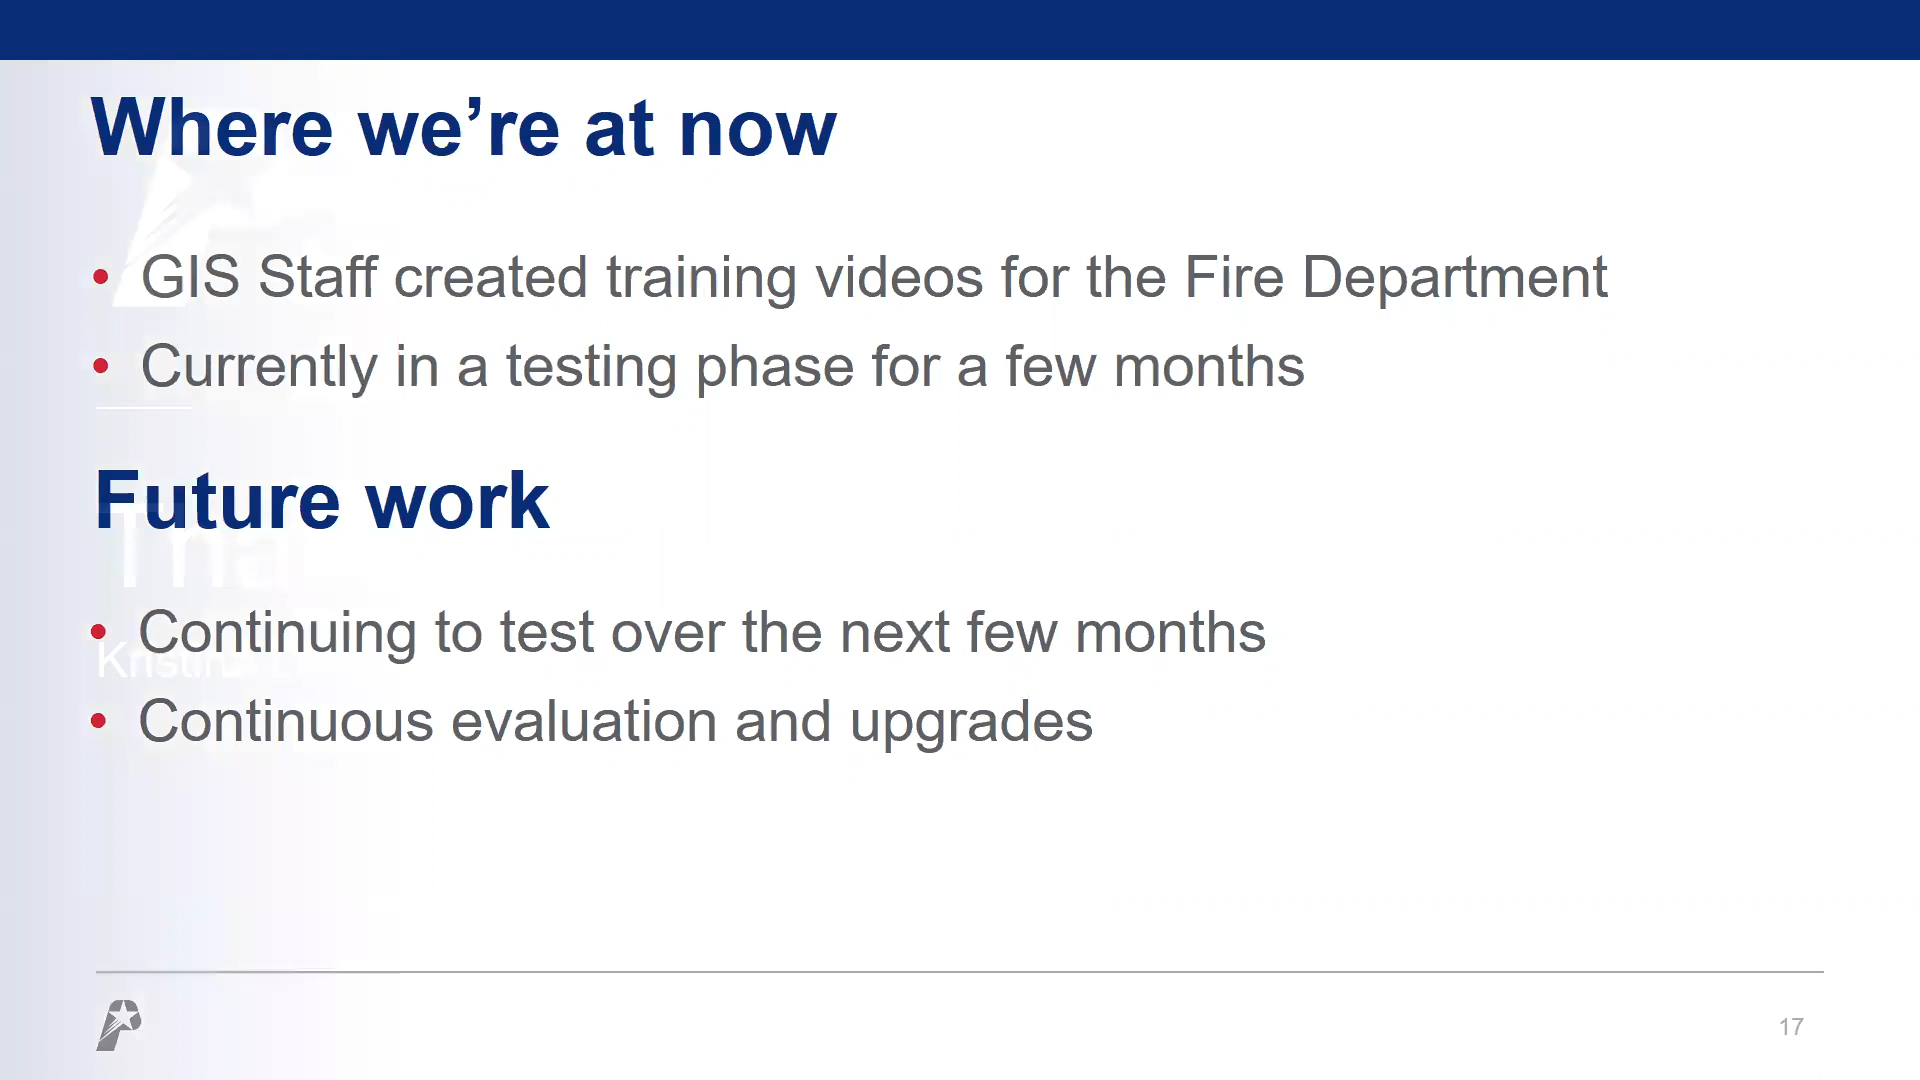 Where we’re at now
• GIS Staff created training videos for the Fire Department
• Currently in a testing phase for a few months
Future work
• Continuing to test over the next few months
• Continuous evaluation and upgrades
17